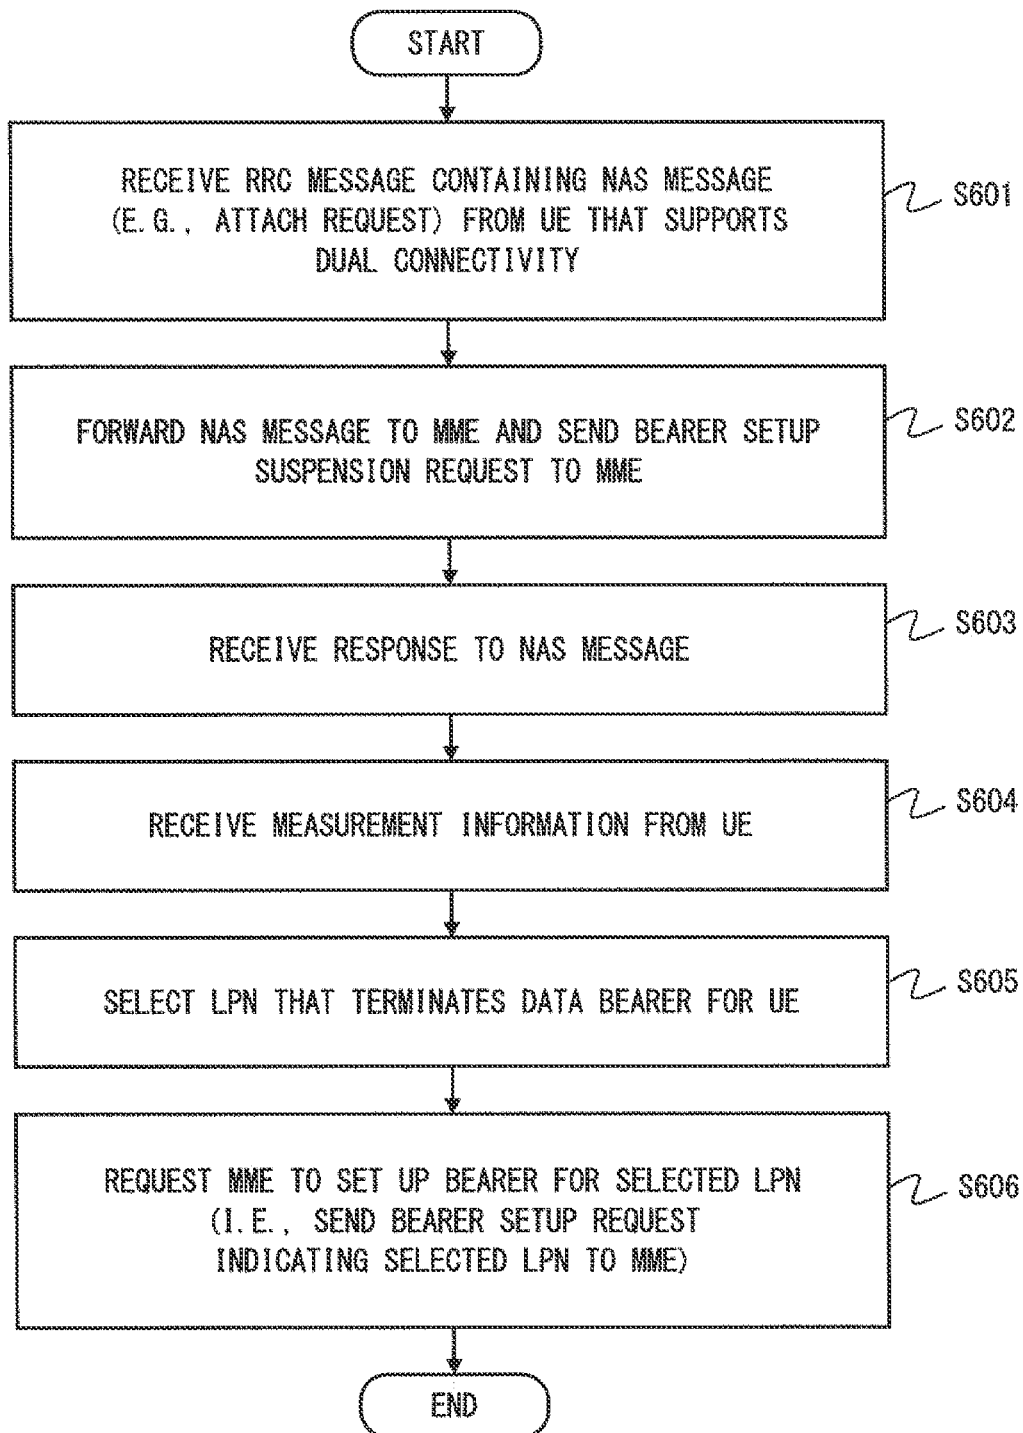 START
RECEIVE RRC MESSAGE CONTAINING NAS MESSAGE
(E.G., ATTACH REQUEST) FROM UE THAT SUPPORTS
DUAL CONNECTIVITY
S601
FORWARD NAS MESSAGE TO MME AND SEND BEARER SETUP
SUSPENSION REQUEST TO MME
S602
RECEIVE RESPONSE TO NAS MESSAGE
S603
RECEIVE MEASUREMENT INFORMATION FROM UE
S604
SELECT LPN THAT TERMINATES DATA BEARER FOR UE
S605
REQUEST MME TO SET UP BEARER FOR SELECTED LPN
(I.E., SEND BEARER SETUP REQUEST
INDICATING SELECTED LPN TO MME)
S606
END